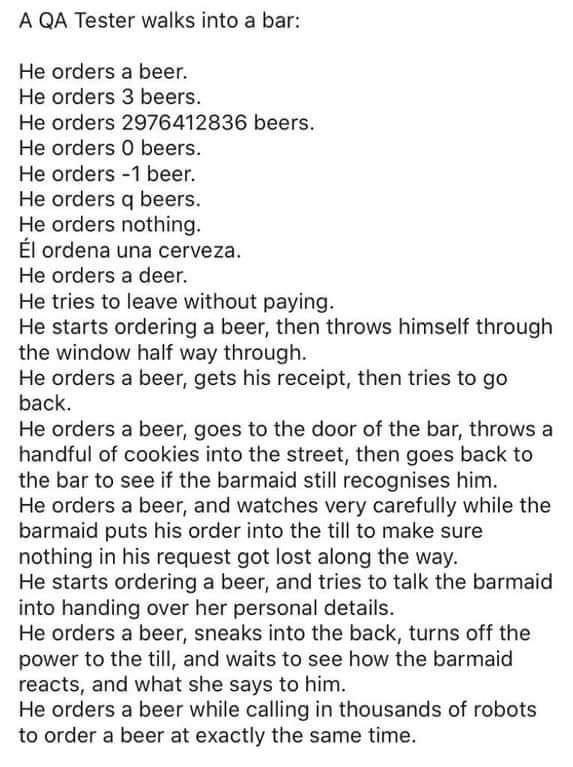 A QA Tester walks into a bar:
He orders a beer.
He orders 3 beers.
He orders 2976412836 beers.
He orders 0 beers.
He orders -1 beer.
He orders q beers.
He orders nothing.
Él ordena una cerveza.
He orders a deer.
He tries to leave without paying.
He starts ordering a beer, then throws himself through
the window half way through.
He orders a beer, gets his receipt, then tries to go
back.
He orders a beer, goes to the door of the bar, throws a
handful of cookies into the street, then goes back to
the bar to see if the barmaid still recognises him.
He orders a beer, and watches very carefully while the
barmaid puts his order into the till to make sure
nothing in his request got lost along the way.
He starts ordering a beer, and tries to talk the barmaid
into handing over her personal details.
He orders a beer, sneaks into the back, turns off the
power to the till, and waits to see how the barmaid
reacts, and what she says to him.
He orders a beer while calling in thousands of robots
to order a beer at exactly the same time.